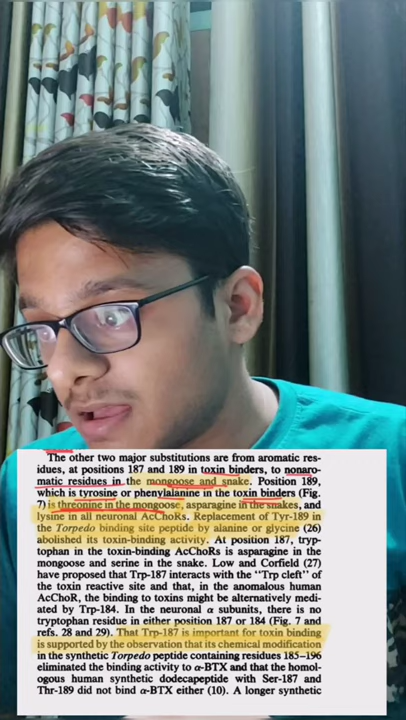 The other two major substitutions are from aromatic res-
idues, at positions 187 and 189 in toxin binders, to nonaro-
matic residues in the mongoose and snake. Position 189,
which is tyrosine or phenylalanine in the toxin binders (Fig.
7) is threonine in the mongoose, asparagine in the snakes, and
lysine in all neuronal AcChoRs. Replacement of Tyr-189 in
the Torpedo binding site peptide by alanine or glycine (26)
abolished its toxin-binding activity. At position 187, tryp-
tophan in the toxin-binding AcChoRs is asparagine in the
mongoose and serine in the snake. Low and Corfield (27)
have proposed that Trp-187 interacts with the "Trp cleft" of
the toxin reactive site and that, in the anomalous human
AcChoR, the binding to toxins might be alternatively medi-
ated by Trp-184. In the neuronal α subunits, there is no
tryptophan residue in either position 187 or 184 (Fig. 7 and
refs. 28 and 29). That Trp-187 is important for toxin binding
is supported by the observation that its chemical modification
in the synthetic Torpedo peptide containing residues 185–196
eliminated the binding activity to α-BTX and that the homol-
ogous human synthetic dodecapeptide with Ser-187 and
Thr-189 did not bind α-BTX either (10). A longer synthetic